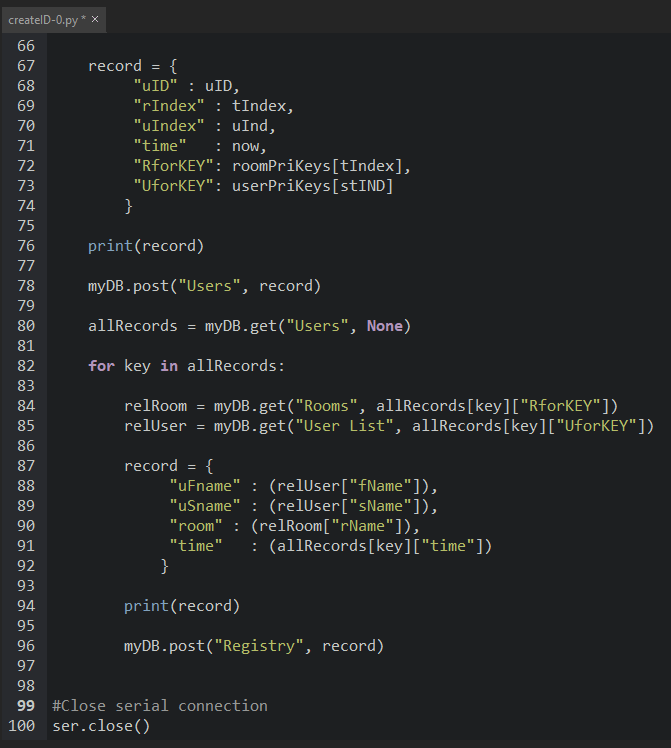 createID-0.py * ×
66
67     record = {
68          "uID" : uID,
69          "rIndex" : tIndex,
70          "uIndex" : uInd,
71          "time"   : now,
72          "RforKEY": roomPriKeys[tIndex],
73          "UforKEY": userPriKeys[stIND]
74         }
75
76     print(record)
77
78     myDB.post("Users", record)
79
80     allRecords = myDB.get("Users", None)
81
82     for key in allRecords:
83
84         relRoom = myDB.get("Rooms", allRecords[key]["RforKEY"])
85         relUser = myDB.get("User List", allRecords[key]["UforKEY"])
86
87         record = {
88              "uFname" : (relUser["fName"]),
89              "uSname" : (relUser["sName"]),
90              "room" : (relRoom["rName"]),
91              "time"   : (allRecords[key]["time"])
92             }
93
94         print(record)
95
96         myDB.post("Registry", record)
97
98
99 #Close serial connection
100 ser.close()